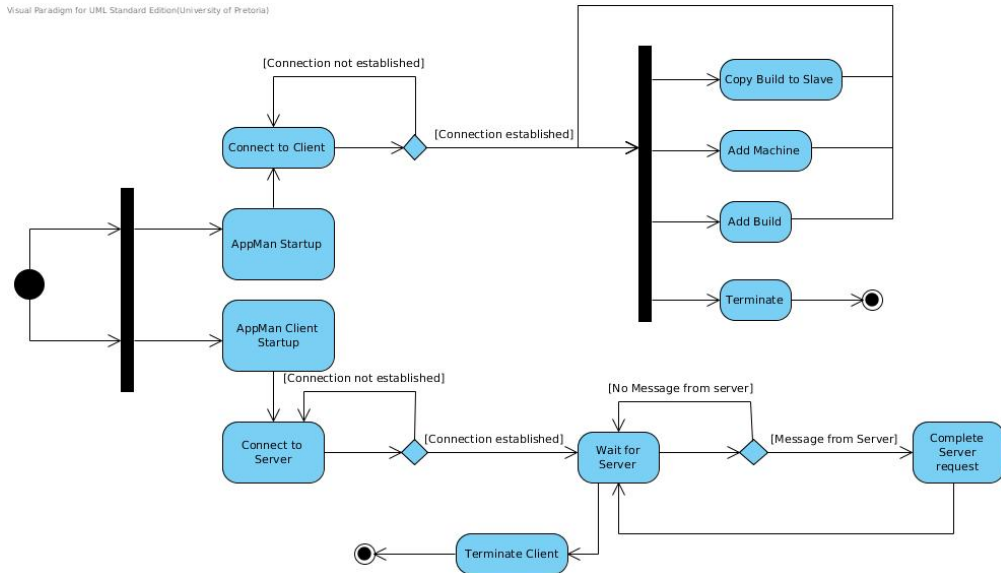 Visual Paradigm for UML Standard Edition(University of Pretoria)
[Connection not established]
Copy Build to Slave
[Connection established]
Connect to Client
Add Machine
Add Build
AppMan Startup
Terminate
AppMan Client
Startup
[Connection not established]
[No Message from server]
Connect to
Server
[Connection established]
Wait for
Server
[Message from Server]
Complete
Server
request
Terminate Client